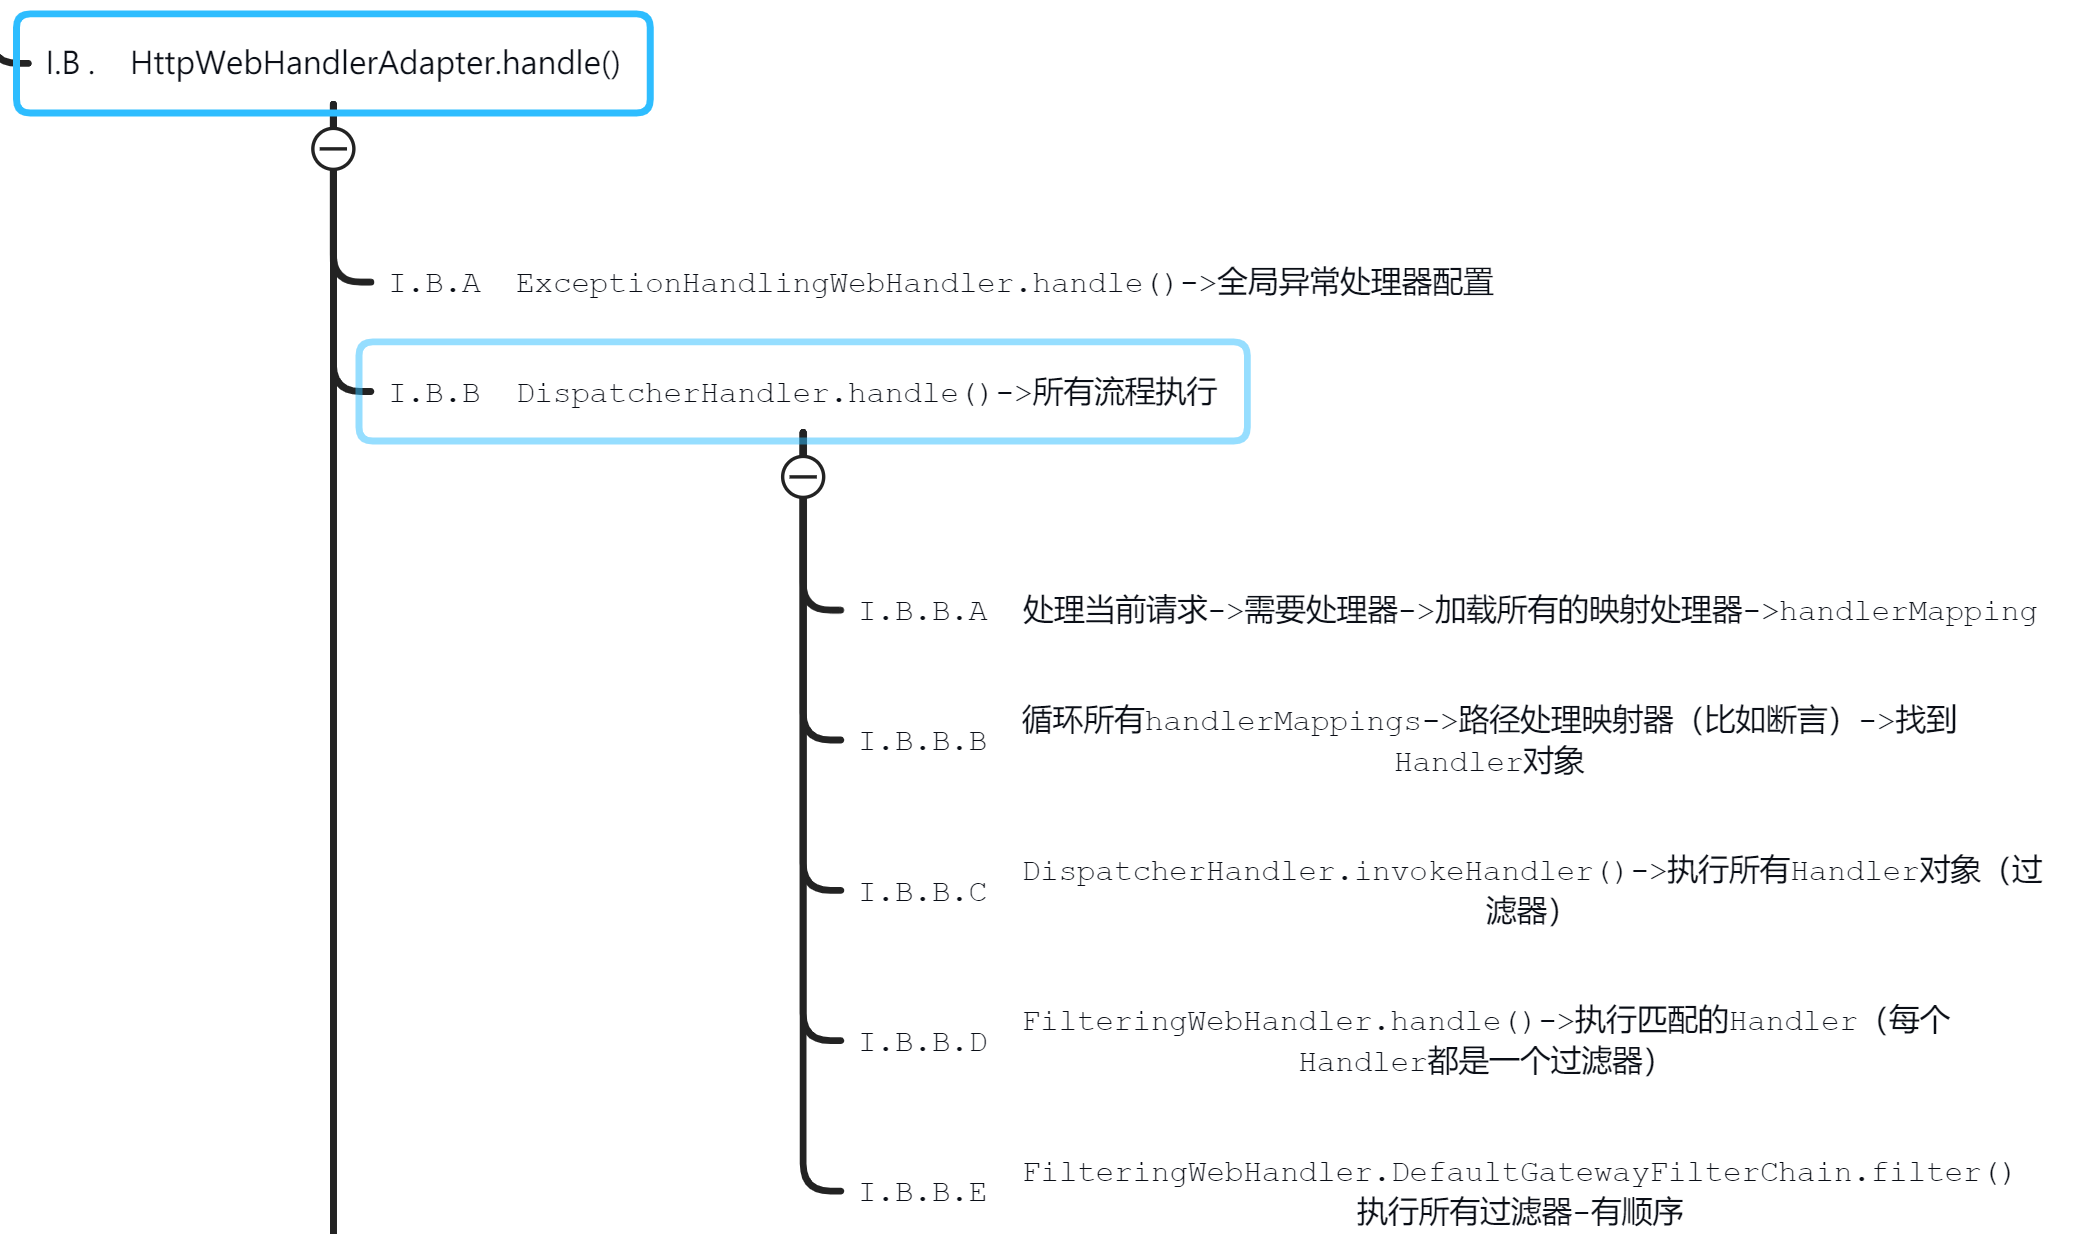 I.B. HttpWebHandlerAdapter.handle()
I.B.A ExceptionHandlingWebHandler.handle()->全局异常处理器配置
I.B.B DispatcherHandler.handle()->所有流程执行
I.B.B.A 处理当前请求->需要处理器->加载所有的映射处理器->handlerMapping
I.B.B.B 循环所有handlerMappings->路径处理映射器（比如断言）->找到
Handler对象
I.B.B.C DispatcherHandler.invokeHandler()->执行所有Handler对象（过
滤器）
I.B.B.D FilteringWebHandler.handle()->执行匹配的Handler（每个
Handler都是一个过滤器）
I.B.B.E FilteringWebHandler.DefaultGatewayFilterChain.filter()
执行所有过滤器-有顺序